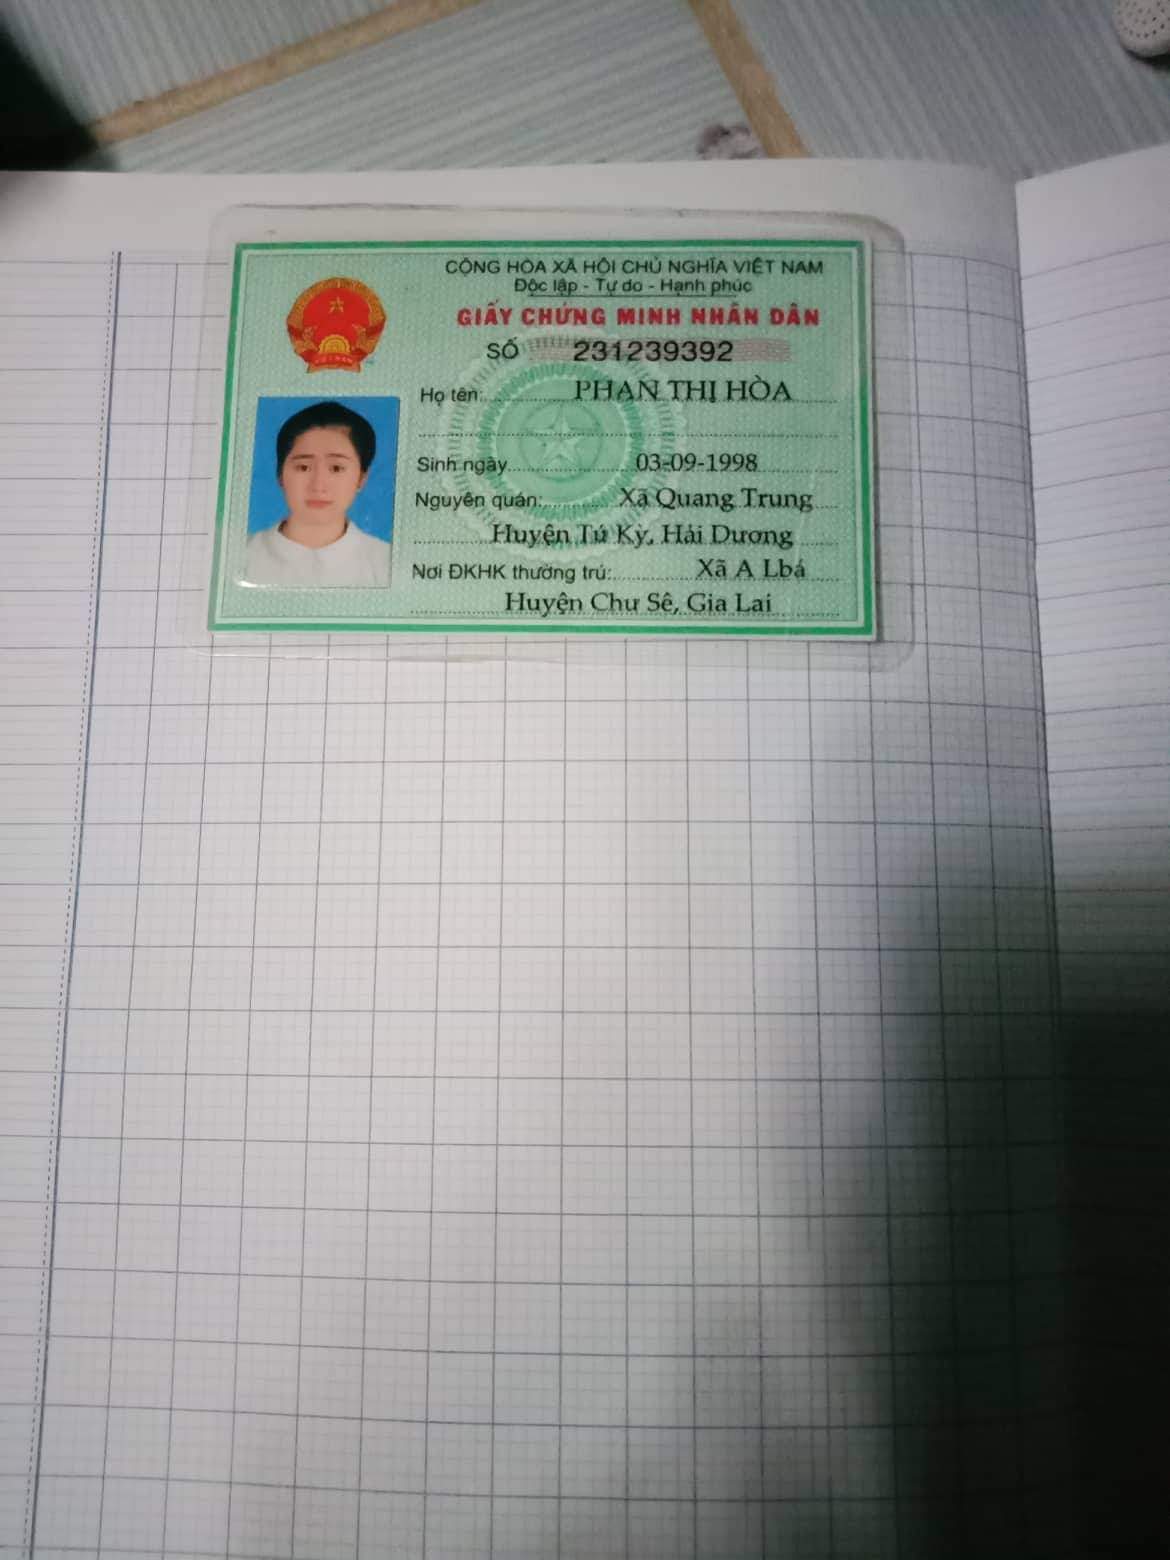 CỘNG HÒA XÃ HỘI CHỦ NGHĨA VIỆT NAM
Độc lập - Tự do - Hạnh phúc
GIẤY CHỨNG MINH NHÂN DÂN
SỐ 231239392
Họ tên: PHAN THỊ HÒA
Sinh ngày 03-09-1998
Nguyên quán: Xã Quang Trung
Huyện Tứ Kỳ, Hải Dương
Nơi ĐKHK thường trú: Xã A Lbá
Huyện Chư Sê, Gia Lai
VIỆT NAM